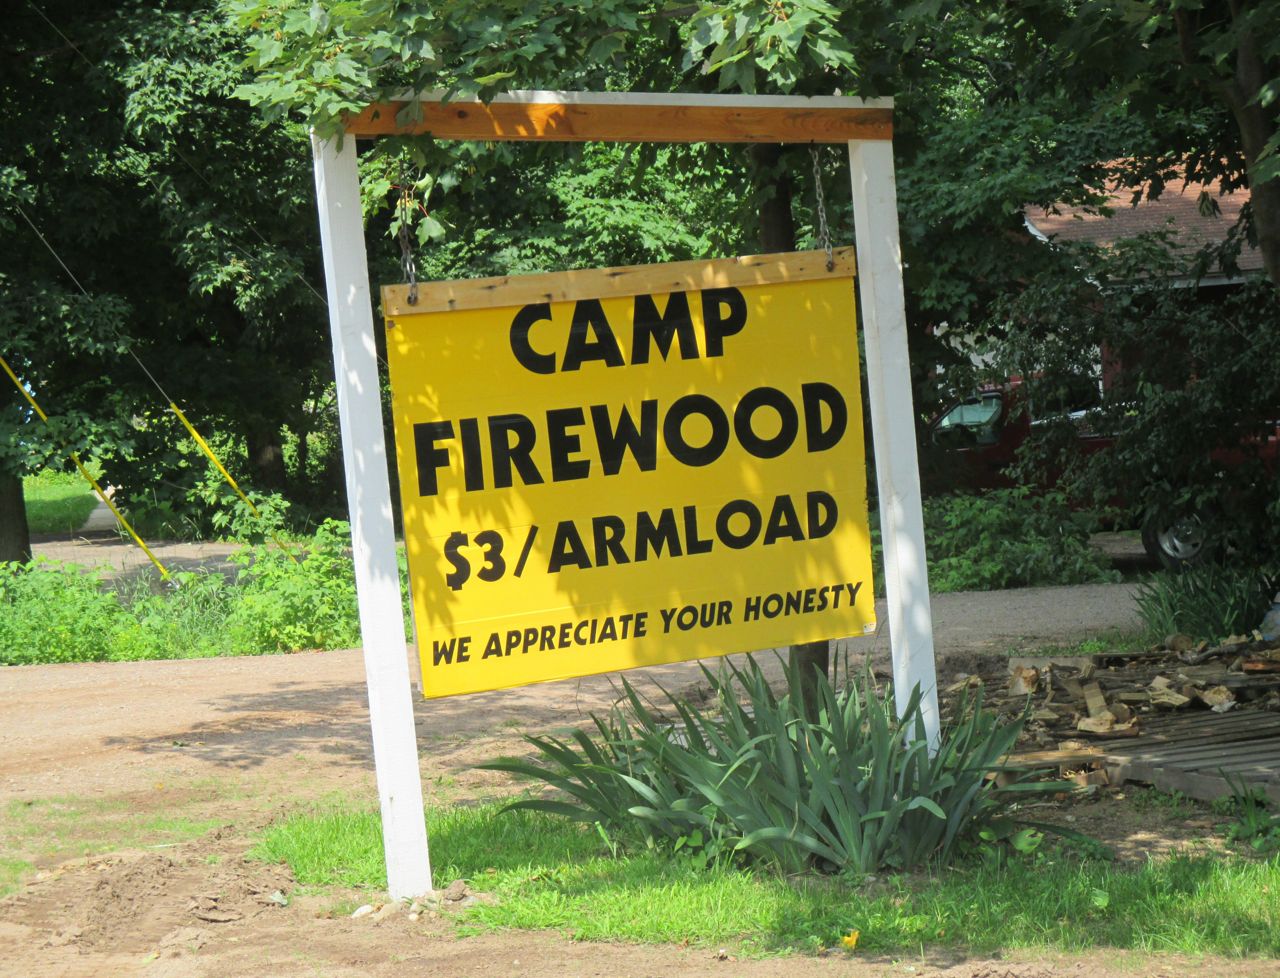 CAMP
FIREWOOD
$3/ARMLOAD
WE APPRECIATE YOUR HONESTY